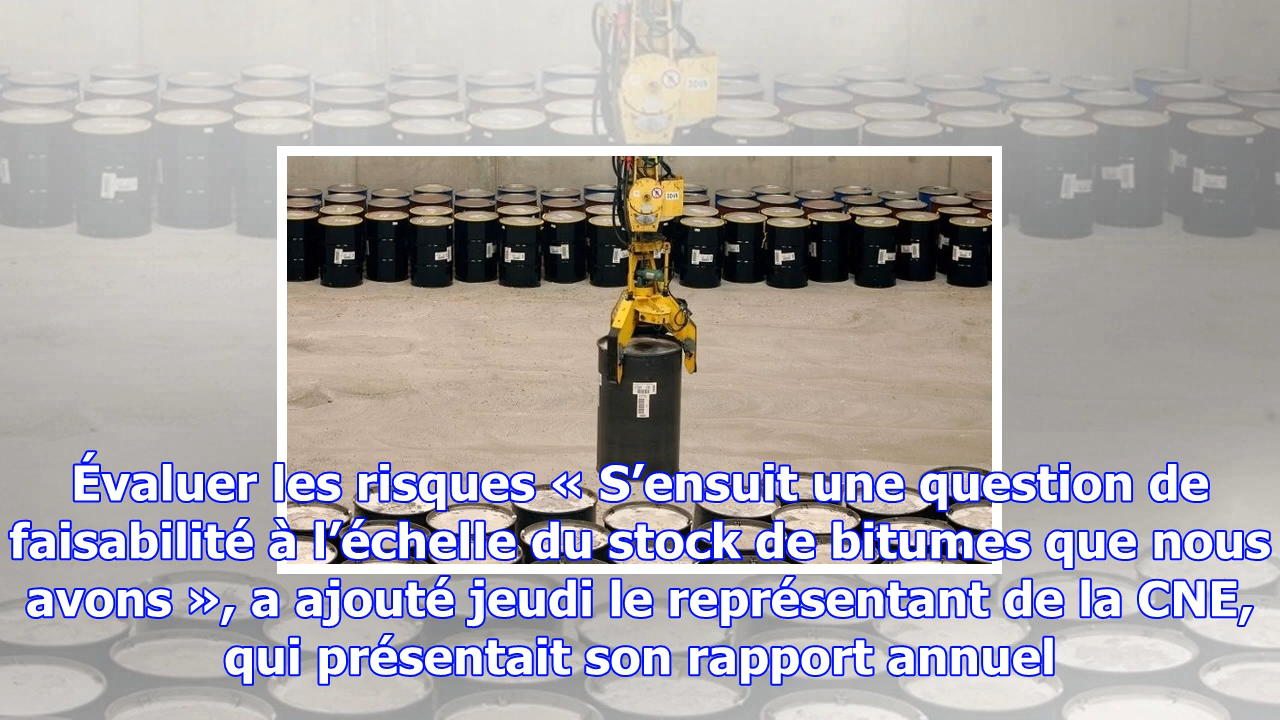 Évaluer les risques « S’ensuit une question de
faisabilité à l’échelle du stock de bitumes que nous
avons », a ajouté jeudi le représentant de la CNE,
qui présentait son rapport annuel